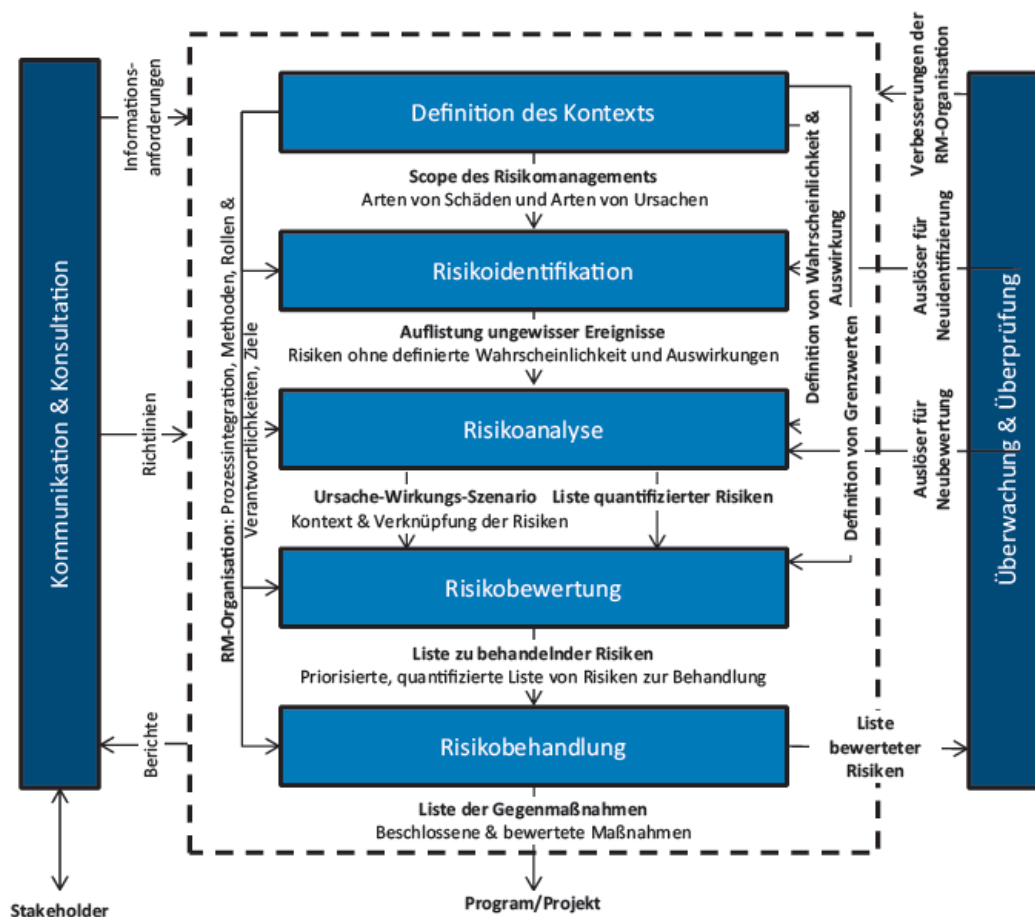 Kommunikation & Konsultation
Informations-
anforderungen
Richtlinien
Berichte
Stakeholder
RM-Organisation: Prozessintegration, Methoden, Rollen &
Verantwortlichkeiten, Ziele
Definition des Kontexts
Scope des Risikomanagements
Arten von Schäden und Arten von Ursachen
Risikoidentifikation
Auflistung ungewisser Ereignisse
Risiken ohne definierte Wahrscheinlichkeit und Auswirkungen
Risikoanalyse
Ursache-Wirkungs-Szenario
Kontext & Verknüpfung der Risiken
Liste quantifizierter Risiken
Risikobewertung
Liste zu behandelnder Risiken
Priorisierte, quantifizierte Liste von Risiken zur Behandlung
Risikobehandlung
Liste der Gegenmaßnahmen
Beschlossene & bewertete Maßnahmen
Program/Projekt
Definition von Wahrscheinlichkeit &
Auswirkung
Definition von Grenzwerten
Verbesserungen der
RM-Organisation
Auslöser für
Neuidentifizierung
Auslöser für
Neubewertung
Liste
bewerteter
Risiken
Überwachung & Überprüfung